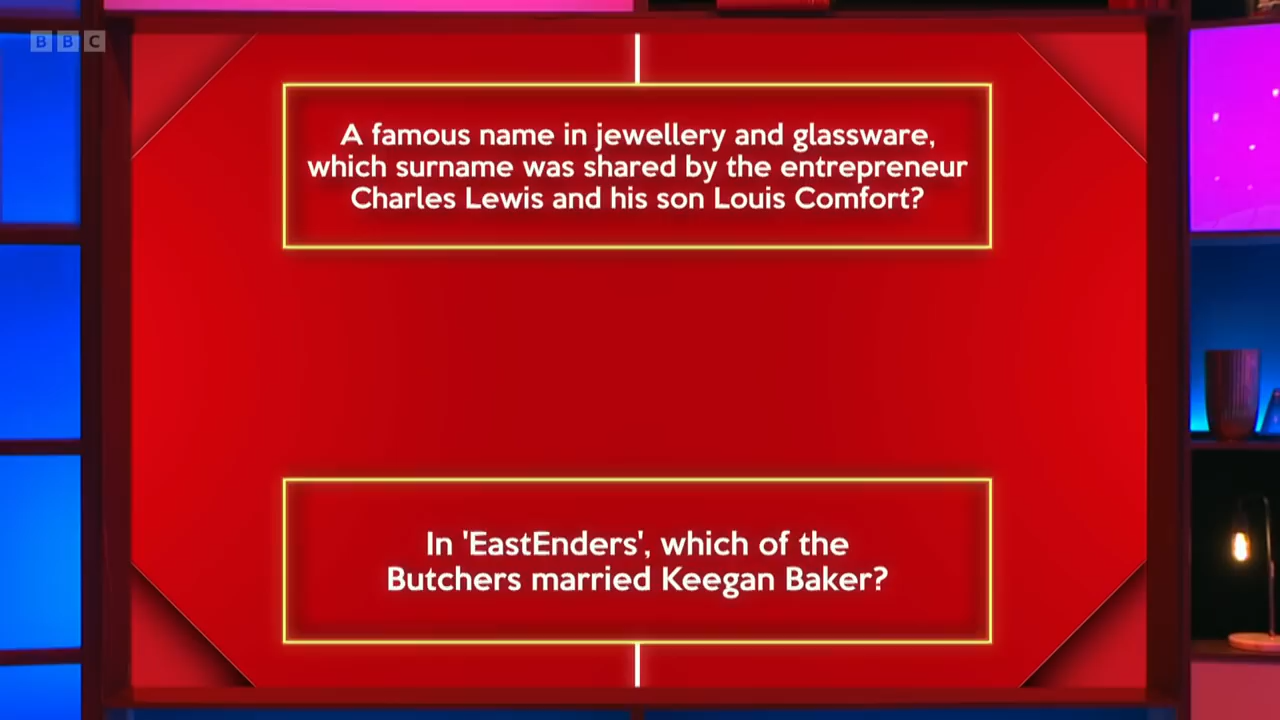 BBC
A famous name in jewellery and glassware,
which surname was shared by the entrepreneur
Charles Lewis and his son Louis Comfort?
In 'EastEnders', which of the
Butchers married Keegan Baker?